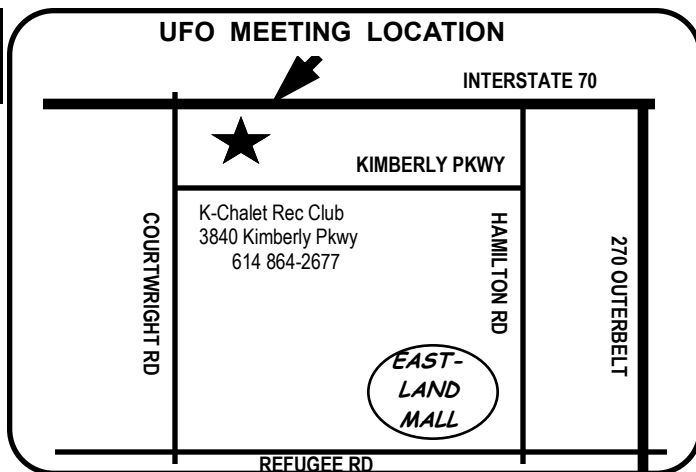 UFO MEETING LOCATION
INTERSTATE 70
KIMBERLY PKWY
K-Chalet Rec Club
3840 Kimberly Pkwy
614 864-2677
COURTWRIGHT RD
HAMILTON RD
270 OUTERBELT
EAST-
LAND
MALL
REFUGEE RD